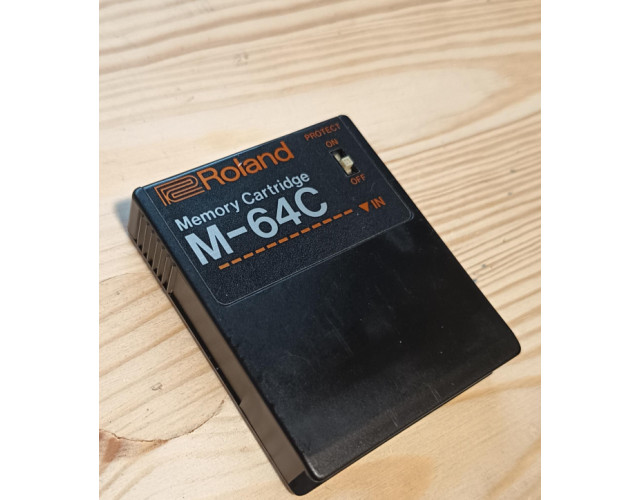 Roland
Memory Cartridge
M-64C
PROTECT
ON
OFF
▼IN